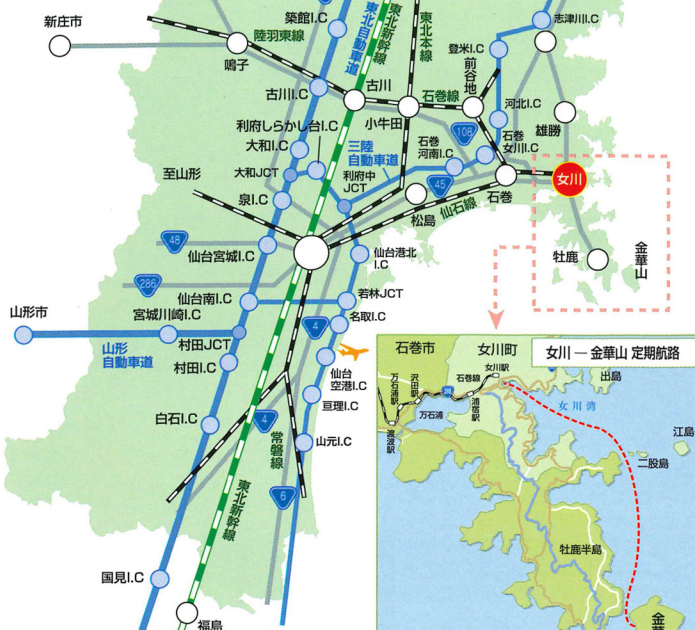 新庄市
鳴子
陸羽東線
築館I.C
東北自動車道
東北新幹線
東北本線
志津川I.C
登米I.C
前谷地
古川I.C
古川
小牛田
石巻線
河北I.C
雄勝
利府しらかし台I.C
大和I.C
大和JCT
三陸
自動車道
利府中
JCT
石巻
河南I.C
108
石巻
女川I.C
45
至山形
泉I.C
松島
仙石線
石巻
女川
48
仙台宮城I.C
仙台港北
I.C
牡鹿
金華山
286
仙台南I.C
若林JCT
山形市
宮城川崎I.C
名取I.C
4
村田JCT
山形
自動車道
村田I.C
仙台
空港I.C
亘理I.C
白石I.C
4
常磐線
山元I.C
東北新幹線
6
国見I.C
福島
石巻市
女川町
女川 ― 金華山 定期航路
女川駅
石巻線
万石浦駅
沢田駅
浦宿駅
万石浦
渡波駅
女川湾
出島
江島
二股島
牡鹿半島
金華